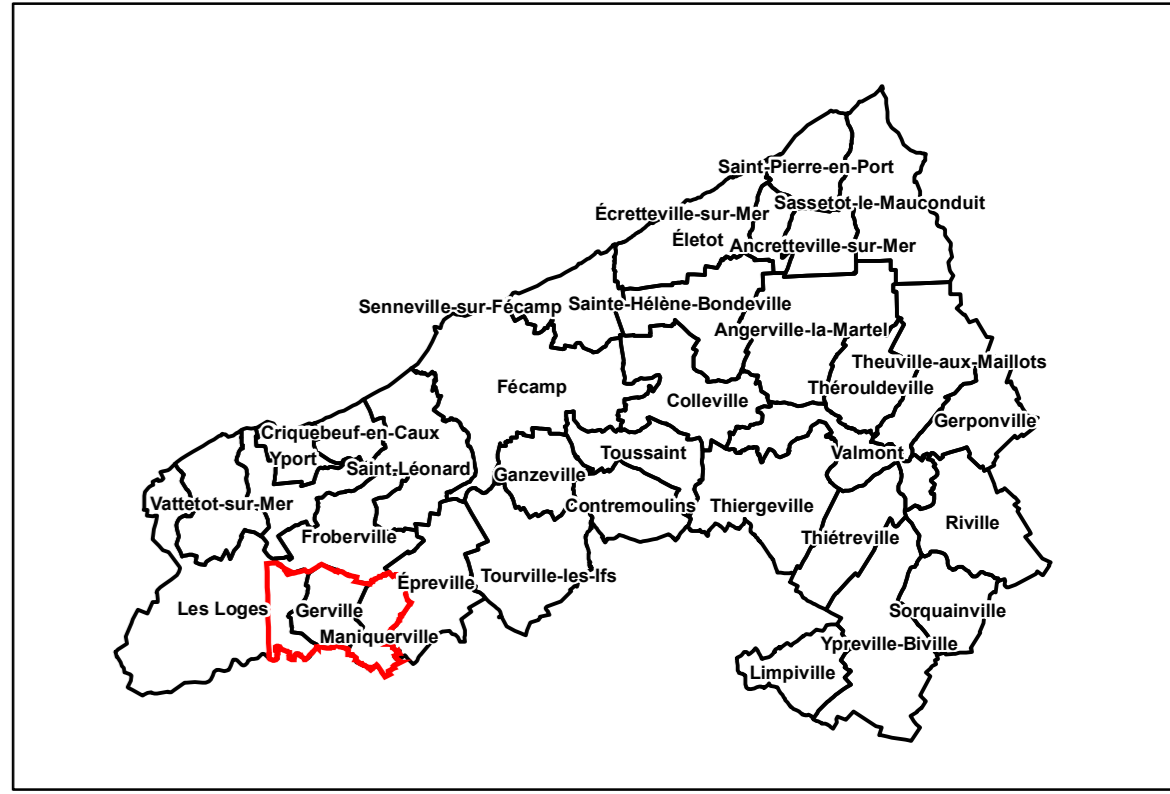 Saint-Pierre-en-Port
Sassetot-le-Mauconduit
Écretteville-sur-Mer
Életot
Ancretteville-sur-Mer
Senneville-sur-Fécamp
Sainte-Hélène-Bondeville
Angerville-la-Martel
Theuville-aux-Maillots
Thérouldeville
Fécamp
Colleville
Gerponville
Criquebeuf-en-Caux
Yport
Saint-Léonard
Toussaint
Valmont
Ganzeville
Vattetot-sur-Mer
Contremoulins
Thiergeville
Riville
Froberville
Thiétreville
Épreville
Tourville-les-Ifs
Les Loges
Gerville
Sorquainville
Maniquerville
Ypreville-Biville
Limpiville